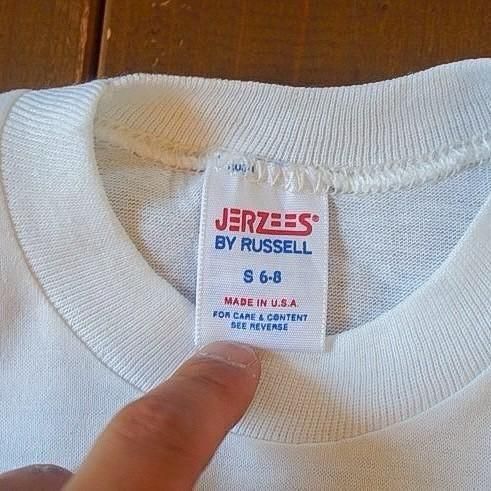 JERZEES®
BY RUSSELL
S 6-8
MADE IN U.S.A.
FOR CARE & CONTENT
SEE REVERSE